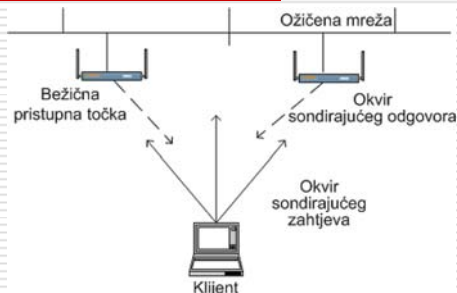 Ožičena mreža
Bežična
pristupna točka
Okvir
sondirajućeg odgovora
Okvir
sondirajućeg
zahtjeva
Klijent